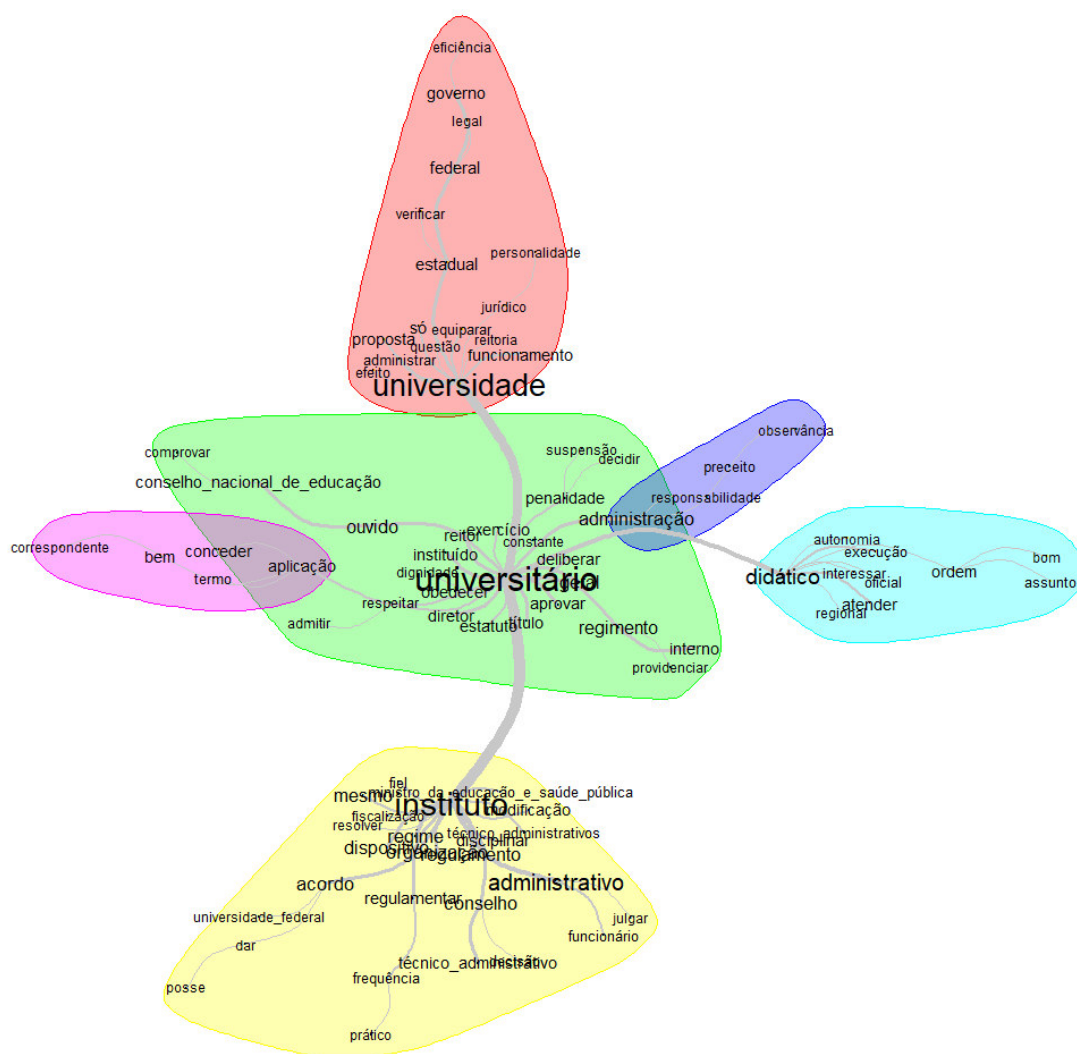 eficiência
governo
legal
federal
verificar
personalidade
estadual
jurídico
só
equiparar
proposta
questão
reitoria
administrar
funcionamento
efeito
universidade
observância
comprovar
suspensão
decidir
preceito
conselho_nacional_de_educação
penalidade
responsabilidade
ouvido
exercício
administração
reitor
constante
autonomia
correspondente
bem
conceder
instituído
deliberar
execução
bom
termo
aplicação
dignidade
universitário
geral
didático
interessar
oficial
ordem
assunto
obedecer
respeitar
aprovar
atender
regional
admitir
diretor
estatuto
título
regimento
interno
providenciar
fiel
mesmo
ministro_da_educação_e_saúde_pública
instituto
modificação
fiscalização
resolver
regime
técnico_administrativos
dispositivo
disciplinar
organização
regulamento
acordo
administrativo
regulamentar
conselho
universidade_federal
julgar
funcionário
dar
técnico_administrativo
decisão
posse
frequência
prático